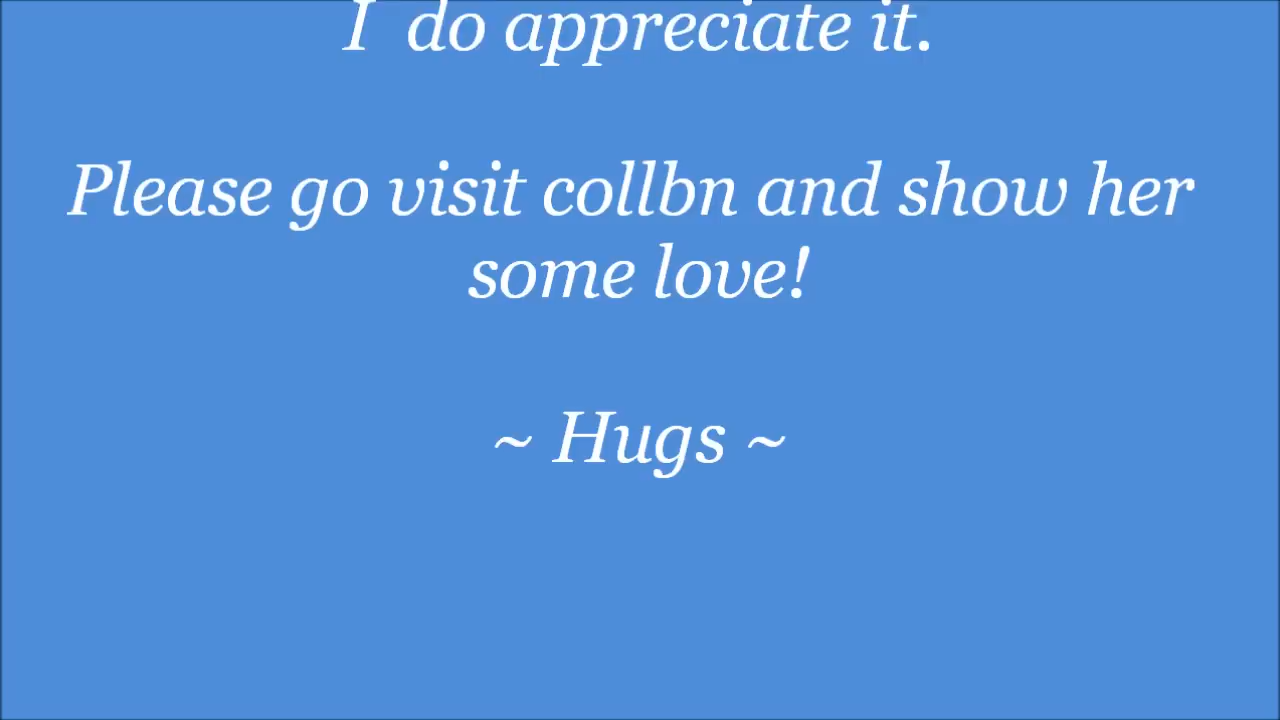 I  do appreciate it.
Please go visit collbn and show her
some love!
~ Hugs ~